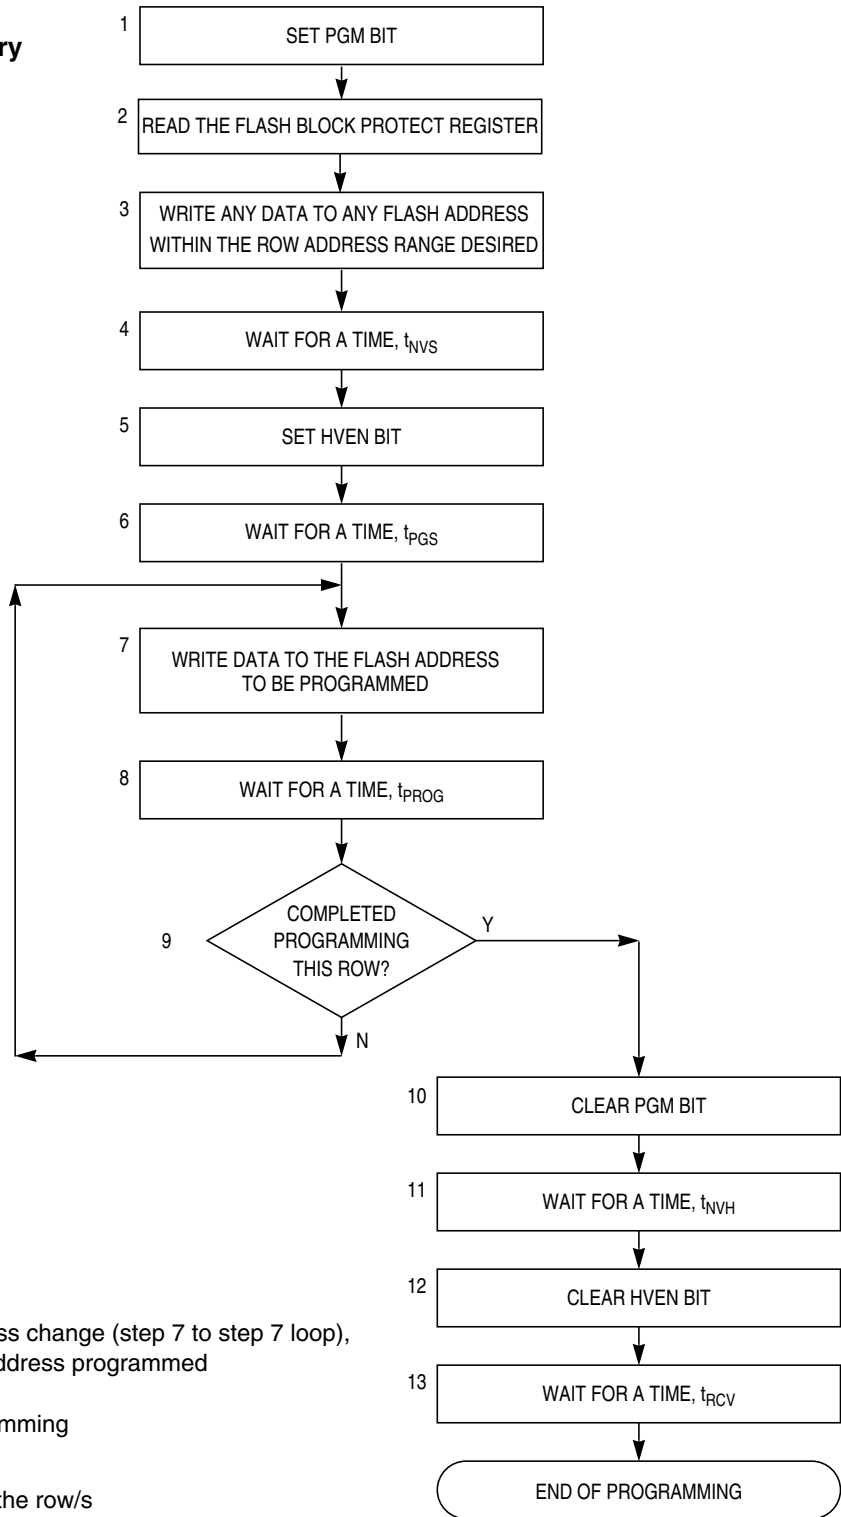 1
SET PGM BIT
2
READ THE FLASH BLOCK PROTECT REGISTER
3
WRITE ANY DATA TO ANY FLASH ADDRESS
WITHIN THE ROW ADDRESS RANGE DESIRED
4
WAIT FOR A TIME, tNVS
5
SET HVEN BIT
6
WAIT FOR A TIME, tPGS
7
WRITE DATA TO THE FLASH ADDRESS
TO BE PROGRAMMED
8
WAIT FOR A TIME, tPROG
9
COMPLETED
PROGRAMMING
THIS ROW?
Y
N
10
CLEAR PGM BIT
11
WAIT FOR A TIME, tNVH
12
CLEAR HVEN BIT
13
WAIT FOR A TIME, tRCV
END OF PROGRAMMING
change (step 7 to step 7 loop),
programmed
the row/s